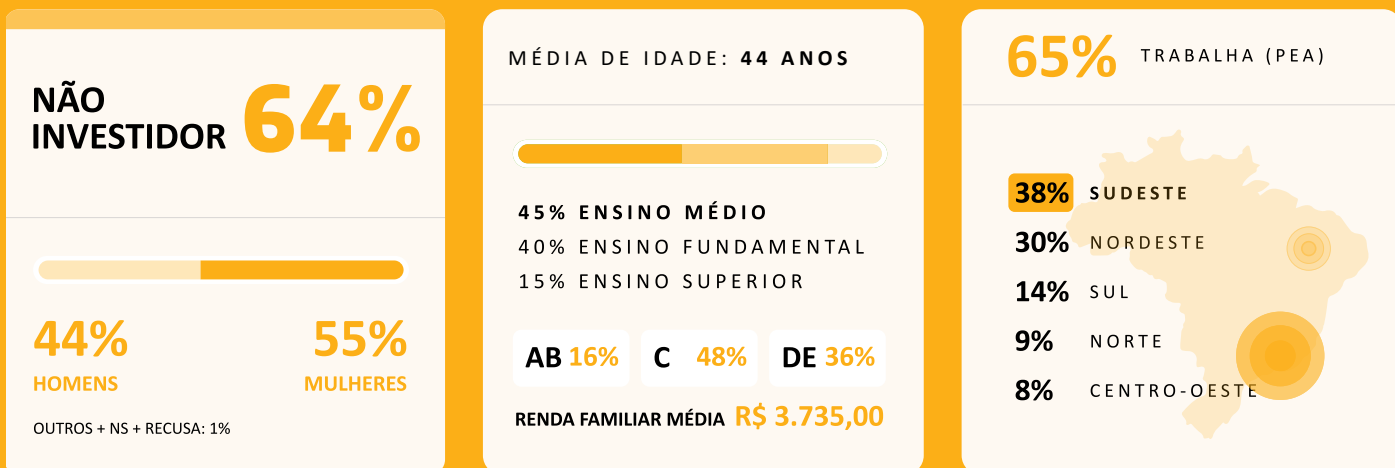 NÃO
INVESTIDOR 64%
44% 55%
HOMENS MULHERES
OUTROS + NS + RECUSA: 1%
MÉDIA DE IDADE: 44 ANOS
45% ENSINO MÉDIO
40% ENSINO FUNDAMENTAL
15% ENSINO SUPERIOR
AB 16% C 48% DE 36%
RENDA FAMILIAR MÉDIA R$ 3.735,00
65% TRABALHA (PEA)
38% SUDESTE
30% NORDESTE
14% SUL
9% NORTE
8% CENTRO-OESTE